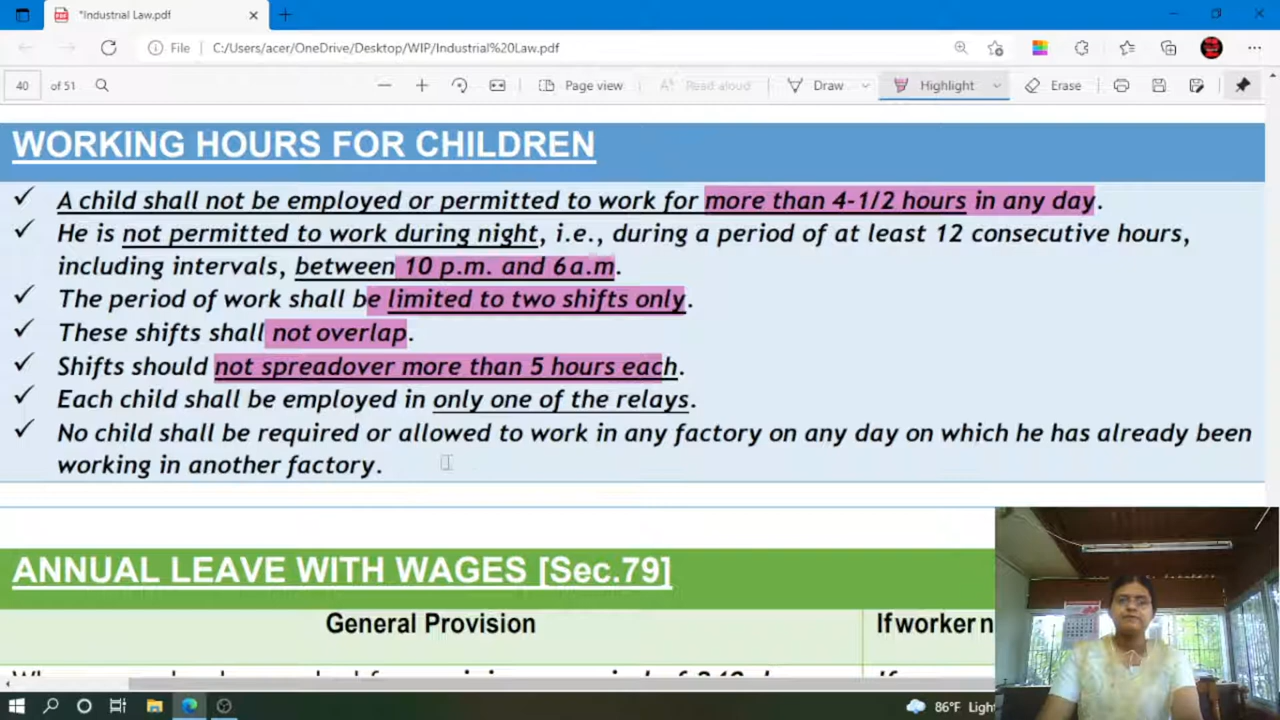 *Industrial Law.pdf
File C:/Users/acer/OneDrive/Desktop/WIP/Industrial%20Law.pdf
40 of 51 Page view Read aloud Draw Highlight Erase
WORKING HOURS FOR CHILDREN
✓ A child shall not be employed or permitted to work for more than 4-1/2 hours in any day.
✓ He is not permitted to work during night, i.e., during a period of at least 12 consecutive hours,
including intervals, between 10 p.m. and 6 a.m.
✓ The period of work shall be limited to two shifts only.
✓ These shifts shall not overlap.
✓ Shifts should not spreadover more than 5 hours each.
✓ Each child shall be employed in only one of the relays.
✓ No child shall be required or allowed to work in any factory on any day on which he has already been
working in another factory.
ANNUAL LEAVE WITH WAGES [Sec.79]
General Provision
If worker n
86°F Light